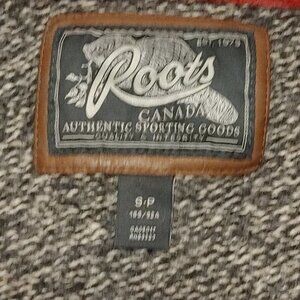 EST. 1973
Roots
CANADA
AUTHENTIC SPORTING GOODS
QUALITY & INTEGRITY
S·P